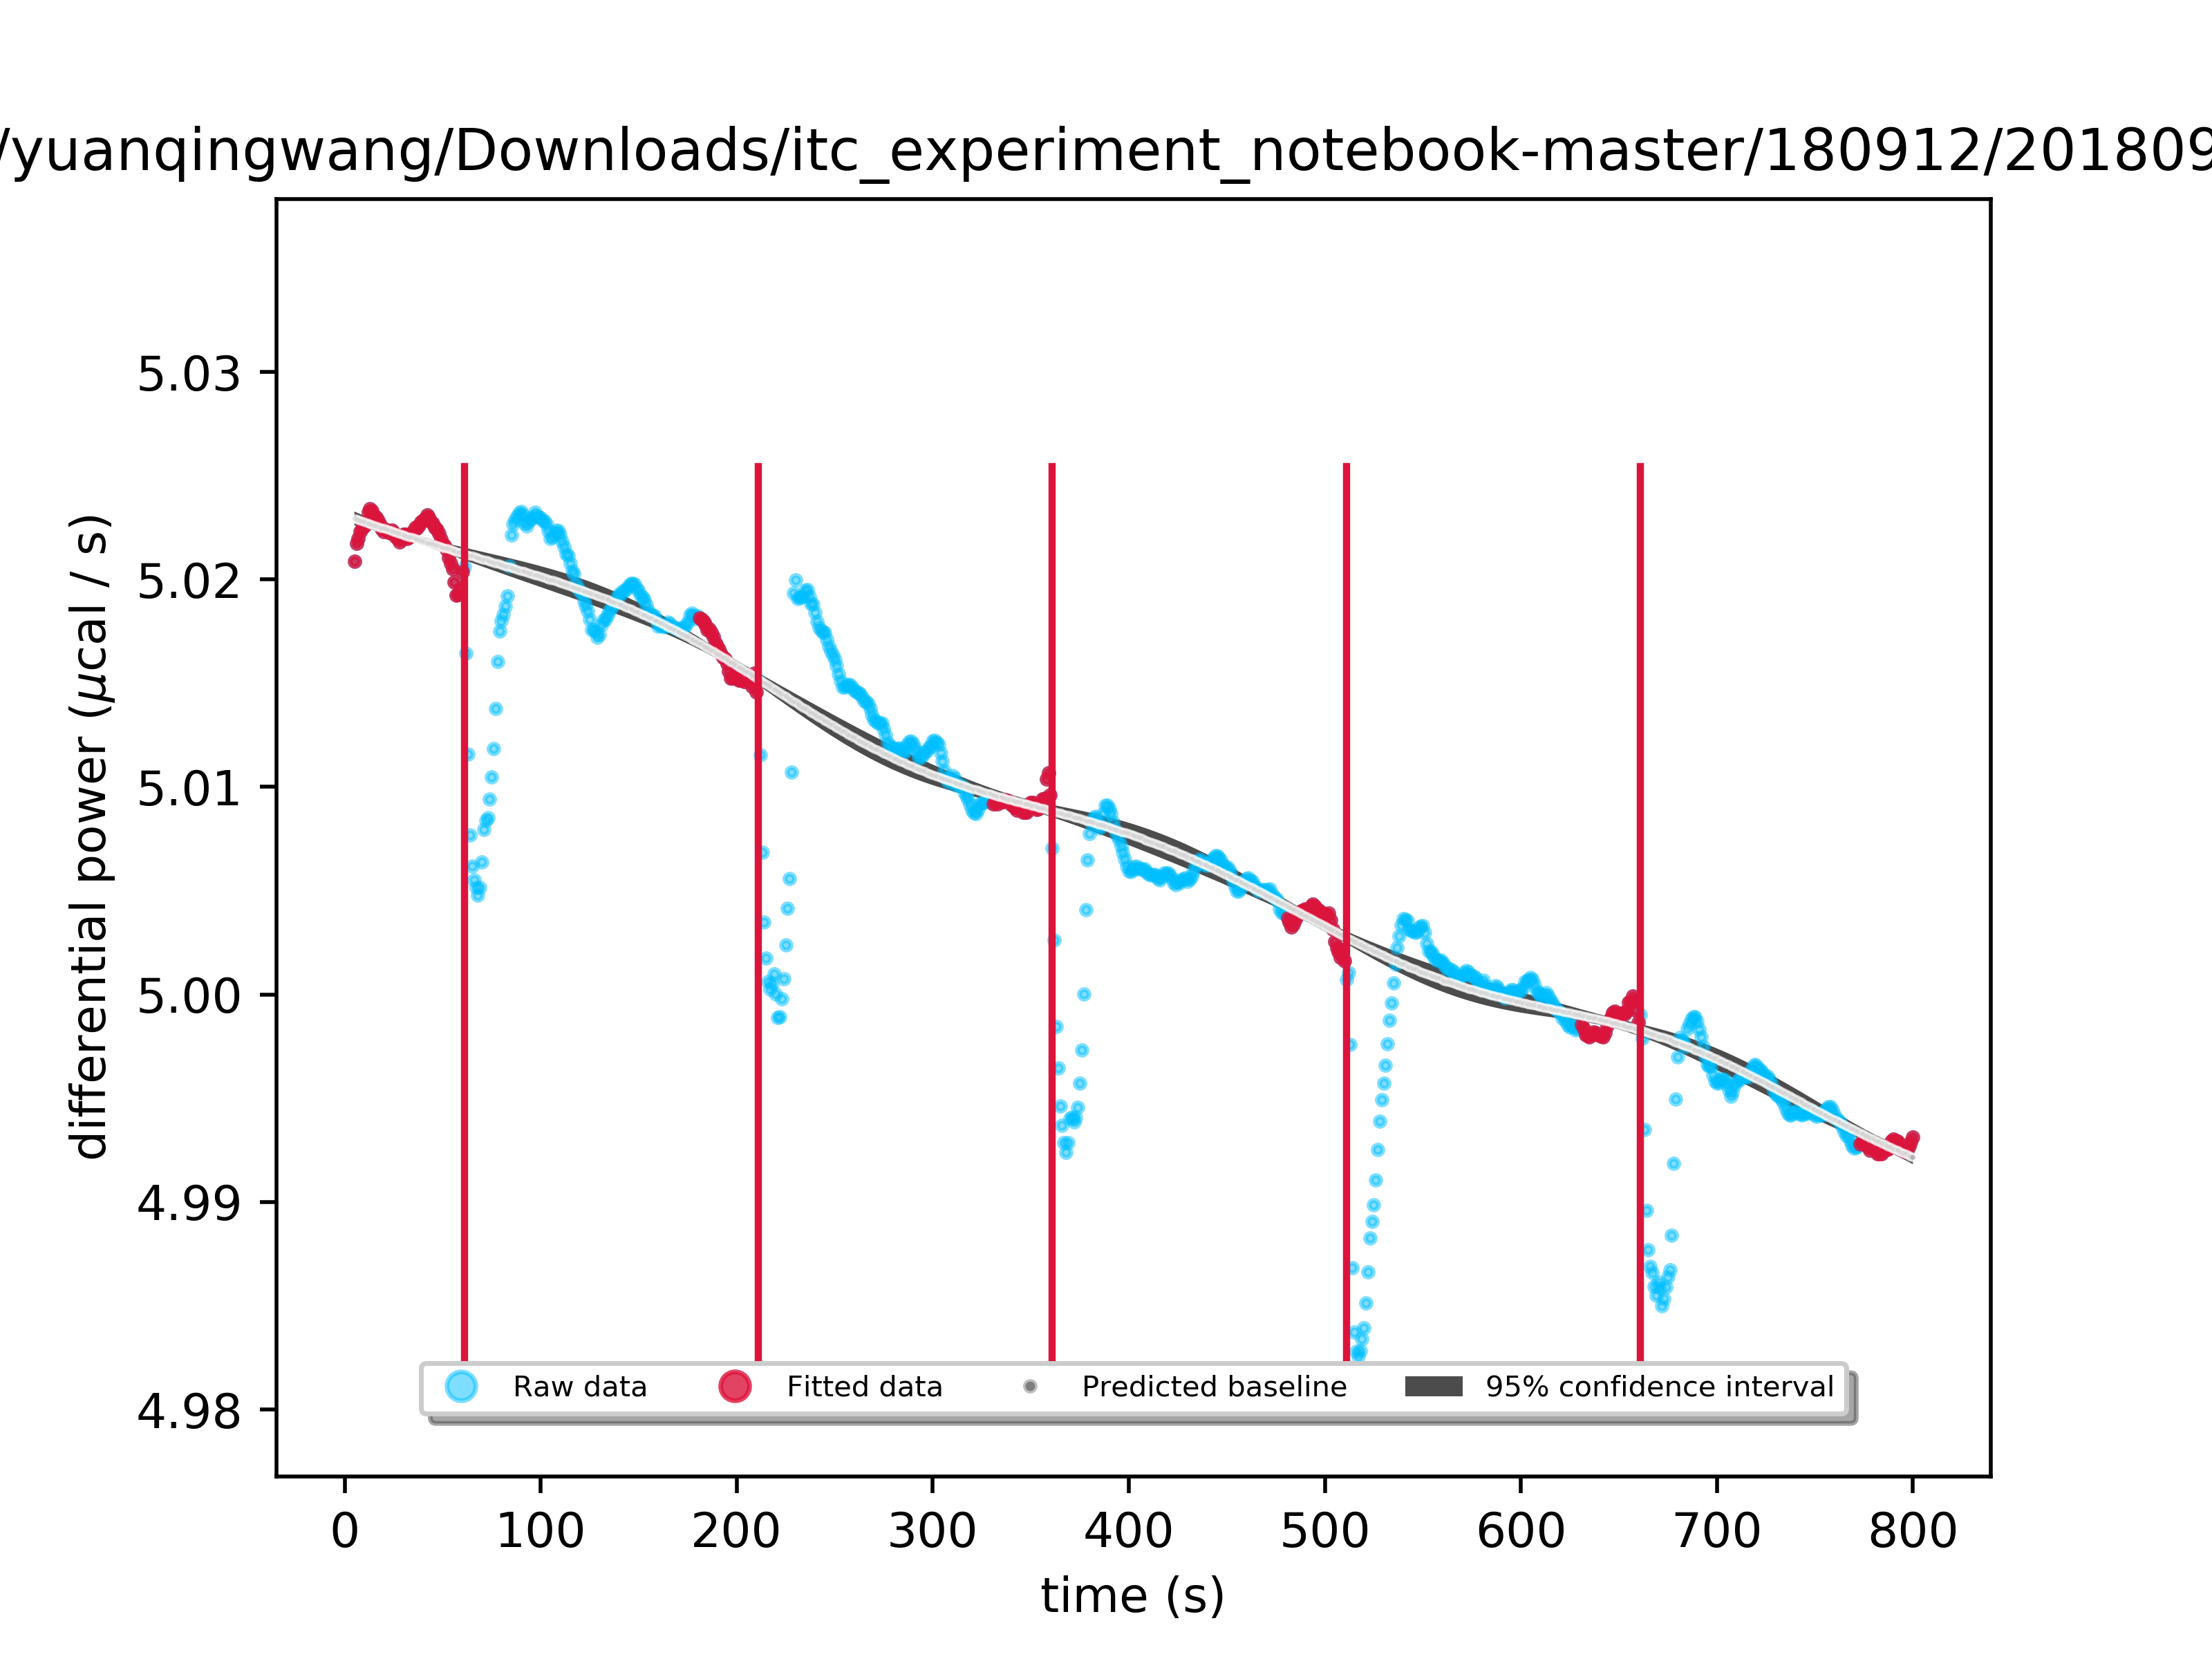 /yuanqingwang/Downloads/itc_experiment_notebook-master/180912/201809
differential power (μcal / s)
5.03
5.02
5.01
5.00
4.99
4.98
Raw data Fitted data Predicted baseline 95% confidence interval
0 100 200 300 400 500 600 700 800
time (s)